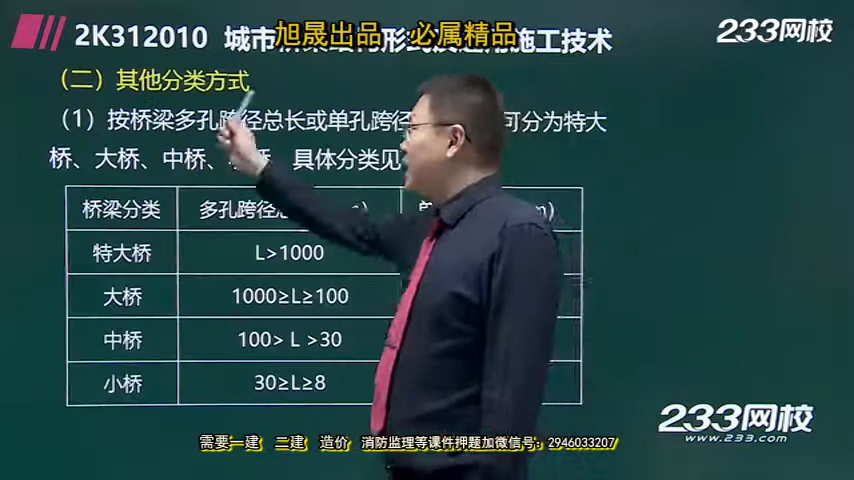 2K312010 城市
旭晟出品 必属精品
施工技术
233网校
（二）其他分类方式
（1）按桥梁多孔跨径总长或单孔跨径 可分为特大
桥、大桥、中桥、 具体分类见
桥梁分类 多孔跨径
特大桥 L>1000
大桥 1000≥L≥100
中桥 100> L >30
小桥 30≥L≥8
233网校
www.233.com
需要一建 二建 造价 消防监理等课件押题加微信号：2946033207